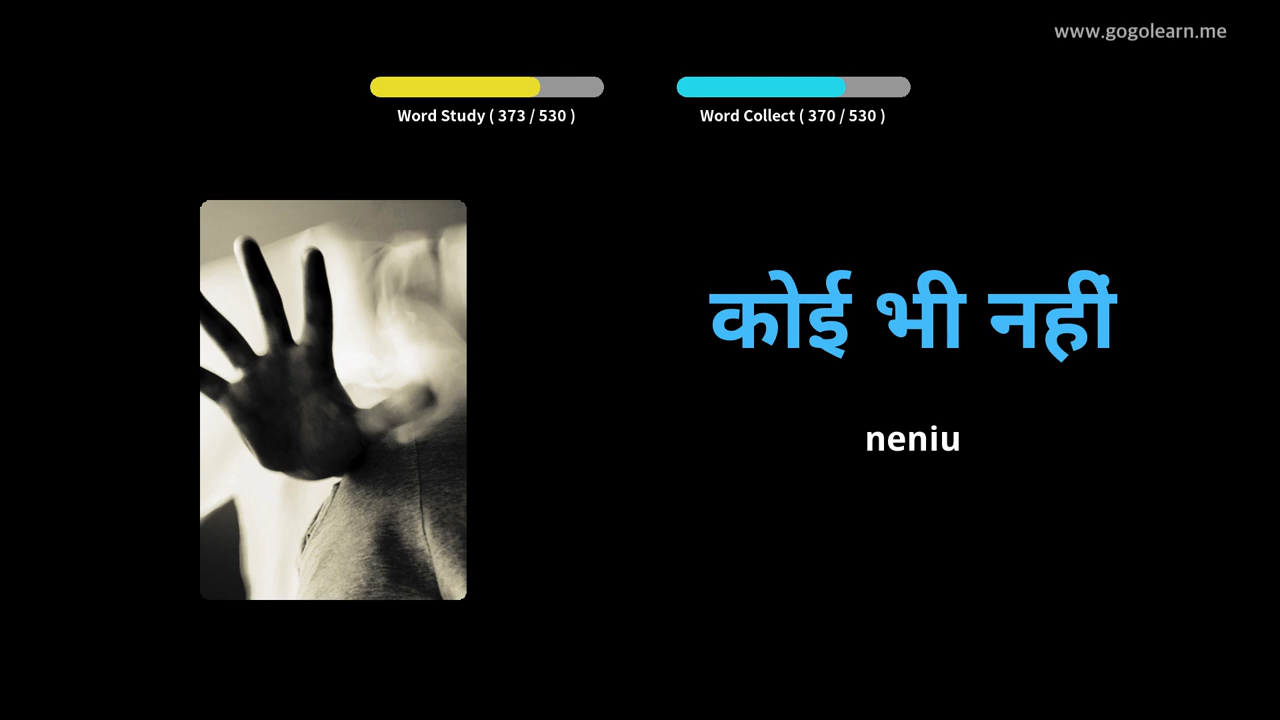 www.gogolearn.me
Word Study ( 373 / 530 )
Word Collect ( 370 / 530 )
कोई भी नहीं
neniu